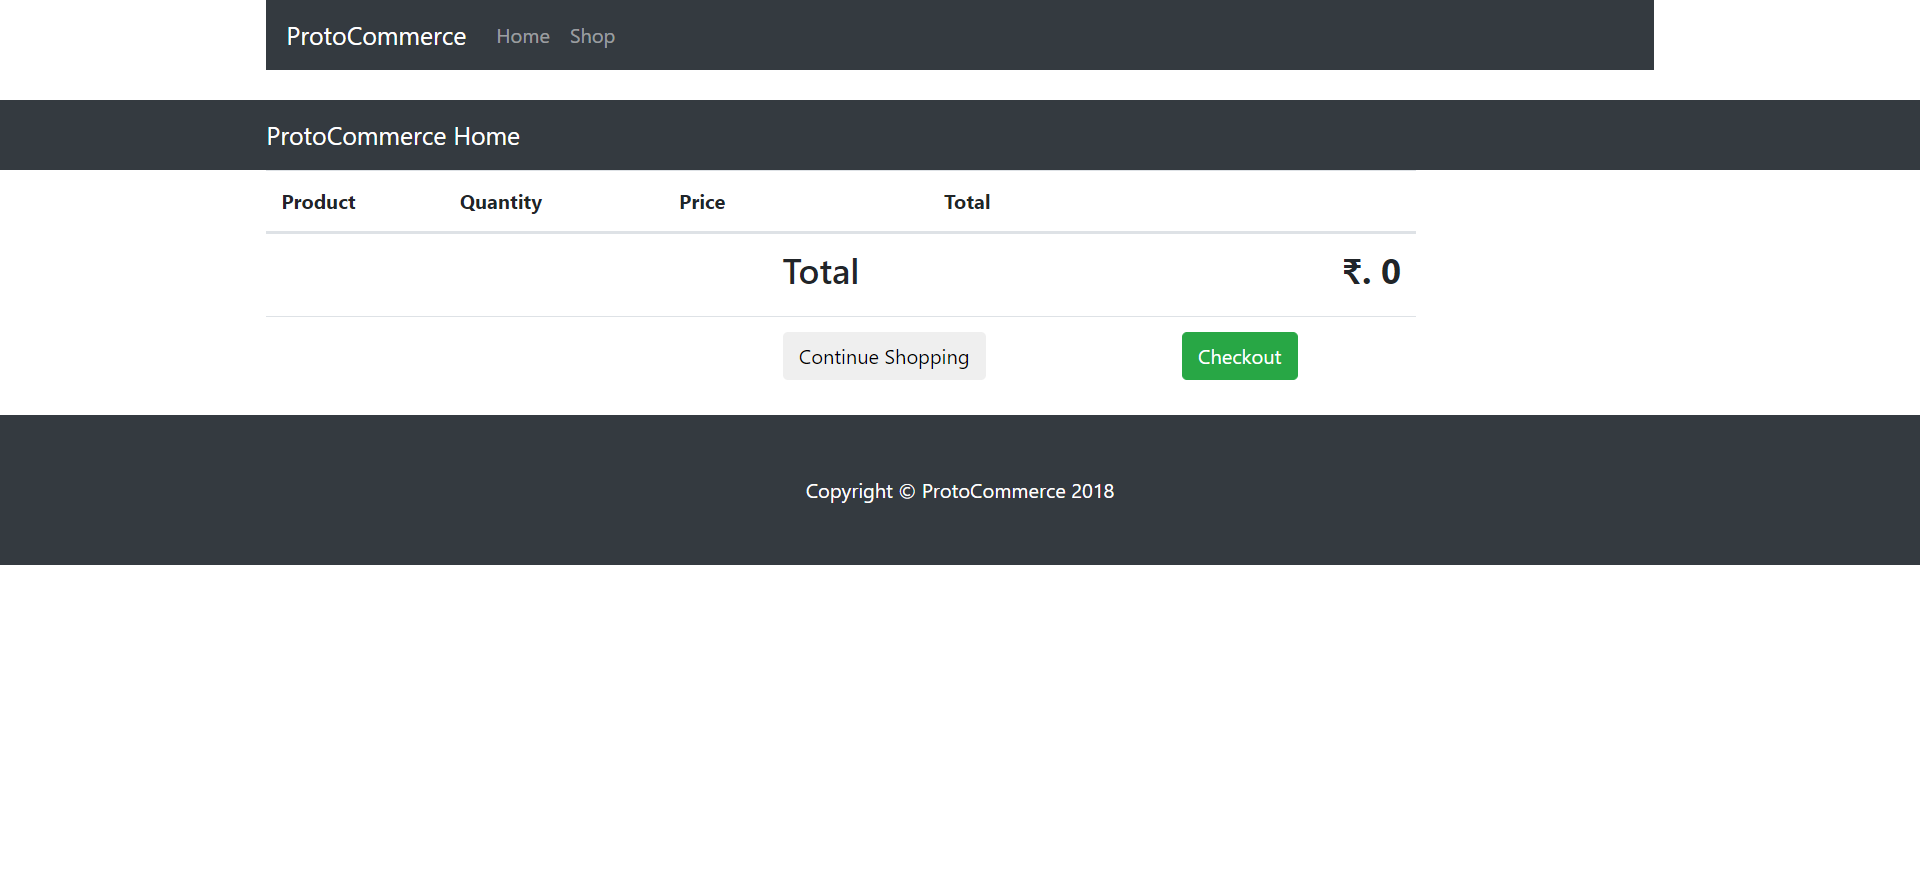 ProtoCommerce Home Shop
ProtoCommerce Home
Product Quantity Price Total
Total ₹. 0
Continue Shopping Checkout
Copyright © ProtoCommerce 2018